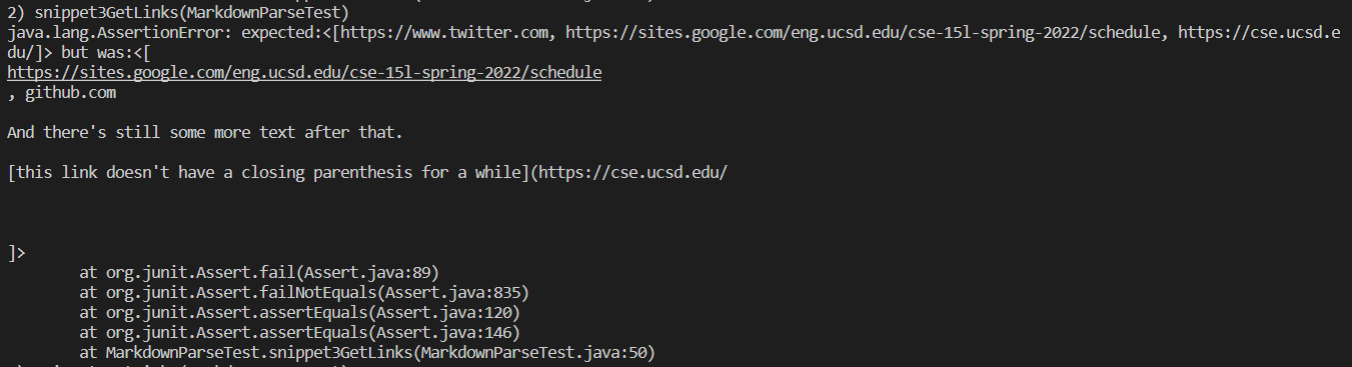 2) snippet3GetLinks(MarkdownParseTest)
java.lang.AssertionError: expected:<[https://www.twitter.com, https://sites.google.com/eng.ucsd.edu/cse-15l-spring-2022/schedule, https://cse.ucsd.e
du/]> but was:<[
https://sites.google.com/eng.ucsd.edu/cse-15l-spring-2022/schedule
, github.com
And there's still some more text after that.
[this link doesn't have a closing parenthesis for a while](https://cse.ucsd.edu/
]>
at org.junit.Assert.fail(Assert.java:89)
at org.junit.Assert.failNotEquals(Assert.java:835)
at org.junit.Assert.assertEquals(Assert.java:120)
at org.junit.Assert.assertEquals(Assert.java:146)
at MarkdownParseTest.snippet3GetLinks(MarkdownParseTest.java:50)